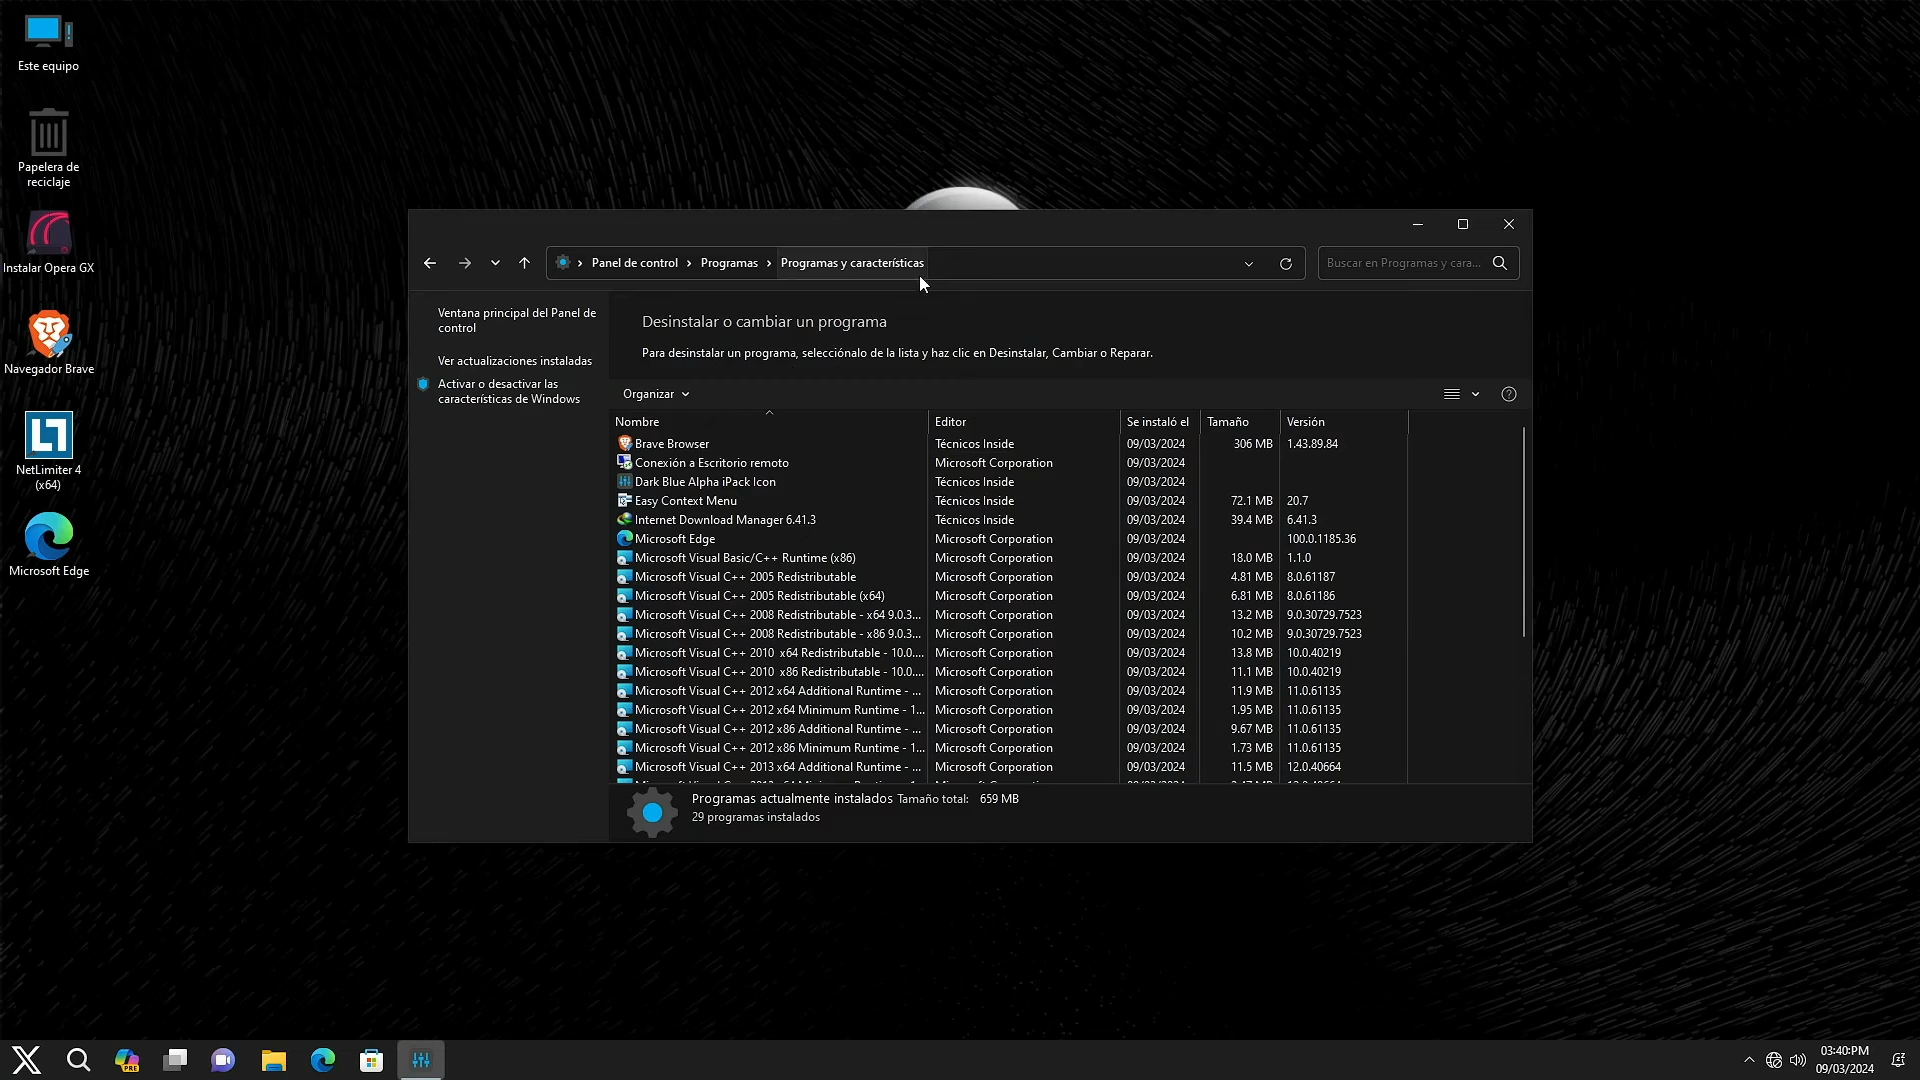 Este equipo
Papelera de
reciclaje
Instalar Opera GX
Navegador Brave
NetLimiter 4
(x64)
Microsoft Edge
Panel de control
Programas
Programas y características
Buscar en Programas y cara...
Ventana principal del Panel de
control
Ver actualizaciones instaladas
Activar o desactivar las
características de Windows
Desinstalar o cambiar un programa
Para desinstalar un programa, selecciónalo de la lista y haz clic en Desinstalar, Cambiar o Reparar.
Organizar
Nombre Editor Se instaló el Tamaño Versión
Brave Browser Técnicos Inside 09/03/2024 306 MB 1.43.89.84
Conexión a Escritorio remoto Microsoft Corporation 09/03/2024
Dark Blue Alpha iPack Icon Técnicos Inside 09/03/2024
Easy Context Menu Técnicos Inside 09/03/2024 72.1 MB 20.7
Internet Download Manager 6.41.3 Técnicos Inside 09/03/2024 39.4 MB 6.41.3
Microsoft Edge Microsoft Corporation 09/03/2024 100.0.1185.36
Microsoft Visual Basic/C++ Runtime (x86) Microsoft Corporation 09/03/2024 18.0 MB 1.1.0
Microsoft Visual C++ 2005 Redistributable Microsoft Corporation 09/03/2024 4.81 MB 8.0.61187
Microsoft Visual C++ 2005 Redistributable (x64) Microsoft Corporation 09/03/2024 6.81 MB 8.0.61186
Microsoft Visual C++ 2008 Redistributable - x64 9.0.3... Microsoft Corporation 09/03/2024 13.2 MB 9.0.30729.7523
Microsoft Visual C++ 2008 Redistributable - x86 9.0.3... Microsoft Corporation 09/03/2024 10.2 MB 9.0.30729.7523
Microsoft Visual C++ 2010  x64 Redistributable - 10.0.... Microsoft Corporation 09/03/2024 13.8 MB 10.0.40219
Microsoft Visual C++ 2010  x86 Redistributable - 10.0.... Microsoft Corporation 09/03/2024 11.1 MB 10.0.40219
Microsoft Visual C++ 2012 x64 Additional Runtime - ... Microsoft Corporation 09/03/2024 11.9 MB 11.0.61135
Microsoft Visual C++ 2012 x64 Minimum Runtime - 1... Microsoft Corporation 09/03/2024 1.95 MB 11.0.61135
Microsoft Visual C++ 2012 x86 Additional Runtime - ... Microsoft Corporation 09/03/2024 9.67 MB 11.0.61135
Microsoft Visual C++ 2012 x86 Minimum Runtime - 1... Microsoft Corporation 09/03/2024 1.73 MB 11.0.61135
Microsoft Visual C++ 2013 x64 Additional Runtime - ... Microsoft Corporation 09/03/2024 11.5 MB 12.0.40664
Programas actualmente instalados Tamaño total: 659 MB
29 programas instalados
PRE
03:40:PM
09/03/2024